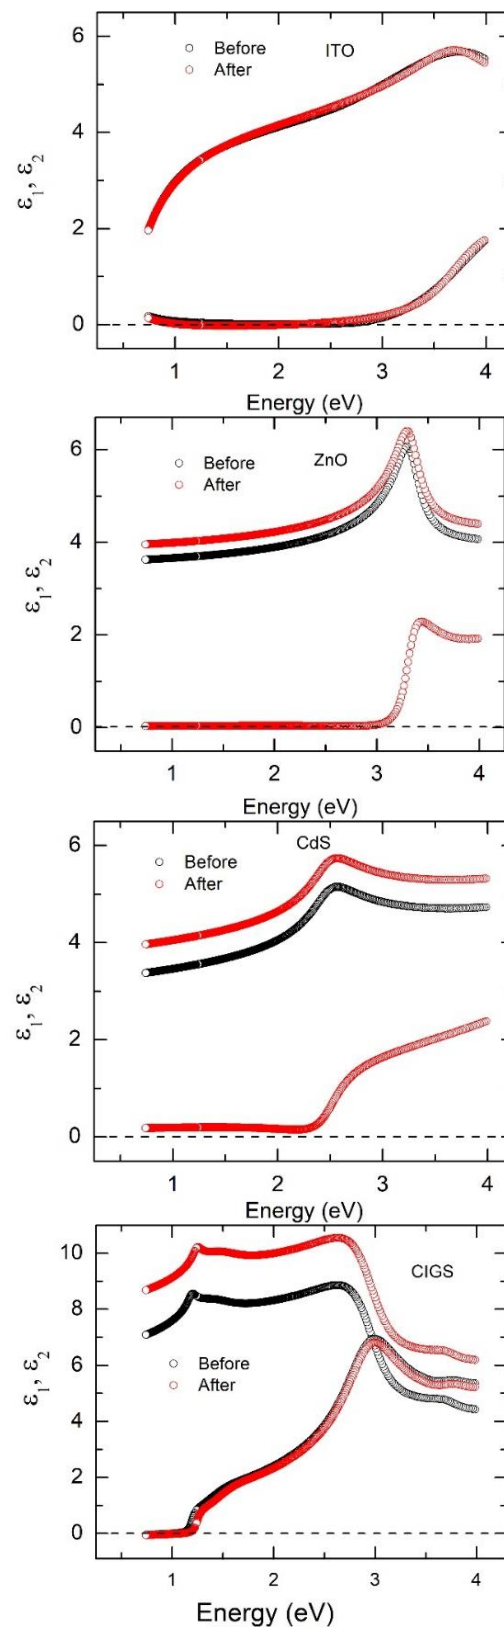 6
Before
ITO
After
4
ε1, ε2
2
0
1 2 3 4
Energy (eV)
6
Before
ZnO
After
4
ε1, ε2
2
0
1 2 3 4
Energy (eV)
CdS
6
Before
After
4
ε1, ε2
2
0
1 2 3 4
Energy (eV)
10
CIGS
8
6
Before
After
ε1, ε2
4
2
0
1 2 3 4
Energy (eV)